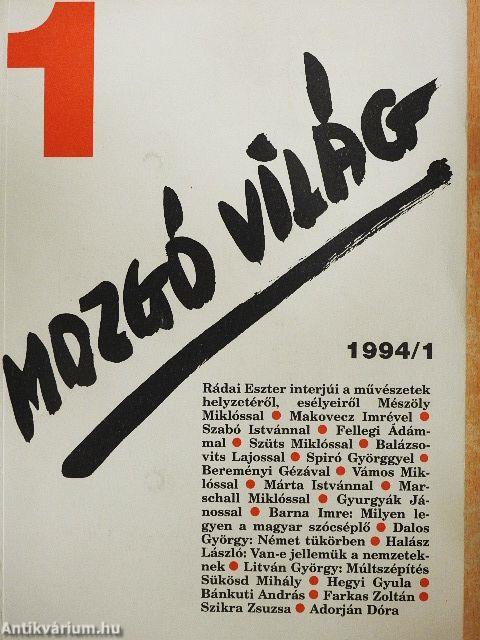 1
MOZGÓ VILÁG
1994/1
Rádai Eszter interjúi a művészetek
helyzetéről, esélyeiről Mészöly
Miklóssal ● Makovecz Imrével ●
Szabó Istvánnal ● Fellegi Ádám-
mal ● Szüts Miklóssal ● Balázso-
vits Lajossal ● Spiró Györggyel ●
Bereményi Gézával ● Vámos Mik-
lóssal ● Márta Istvánnal ● Mar-
schall Miklóssal ● Gyurgyák Já-
nossal ● Barna Imre: Milyen le-
gyen a magyar szócséplő ● Dalos
György: Német tükörben ● Halász
László: Van-e jellemük a nemzetek-
nek ● Litván György: Múltszépítés
Sükösd Mihály ● Hegyi Gyula ●
Bánkuti András ● Farkas Zoltán ●
Szikra Zsuzsa ● Adorján Dóra
Antikvárium.hu